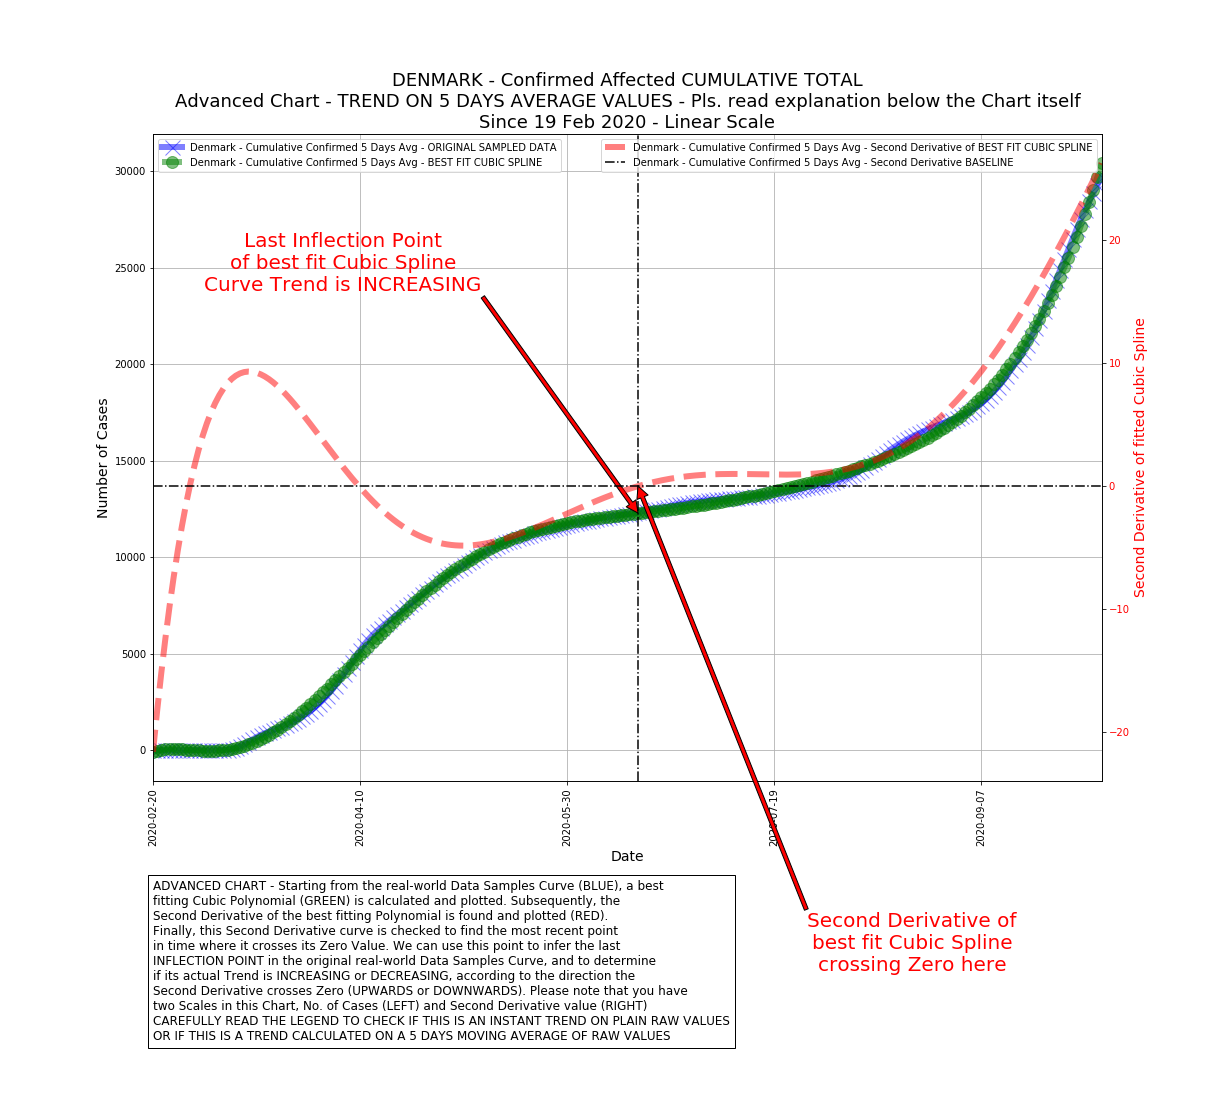 DENMARK - Confirmed Affected CUMULATIVE TOTAL
Advanced Chart - TREND ON 5 DAYS AVERAGE VALUES - Pls. read explanation below the Chart itself
Since 19 Feb 2020 - Linear Scale
Denmark - Cumulative Confirmed 5 Days Avg - ORIGINAL SAMPLED DATA
Denmark - Cumulative Confirmed 5 Days Avg - BEST FIT CUBIC SPLINE
Denmark - Cumulative Confirmed 5 Days Avg - Second Derivative of BEST FIT CUBIC SPLINE
Denmark - Cumulative Confirmed 5 Days Avg - Second Derivative BASELINE
Last Inflection Point
of best fit Cubic Spline
Curve Trend is INCREASING
Number of Cases
30000
25000
20000
15000
10000
5000
0
Second Derivative of fitted Cubic Spline
20
10
0
−10
−20
2020-02-20
2020-04-10
2020-05-30
2020-07-19
2020-09-07
Date
Second Derivative of
best fit Cubic Spline
crossing Zero here
ADVANCED CHART - Starting from the real-world Data Samples Curve (BLUE), a best
fitting Cubic Polynomial (GREEN) is calculated and plotted. Subsequently, the
Second Derivative of the best fitting Polynomial is found and plotted (RED).
Finally, this Second Derivative curve is checked to find the most recent point
in time where it crosses its Zero Value. We can use this point to infer the last
INFLECTION POINT in the original real-world Data Samples Curve, and to determine
if its actual Trend is INCREASING or DECREASING, according to the direction the
Second Derivative crosses Zero (UPWARDS or DOWNWARDS). Please note that you have
two Scales in this Chart, No. of Cases (LEFT) and Second Derivative value (RIGHT)
CAREFULLY READ THE LEGEND TO CHECK IF THIS IS AN INSTANT TREND ON PLAIN RAW VALUES
OR IF THIS IS A TREND CALCULATED ON A 5 DAYS MOVING AVERAGE OF RAW VALUES